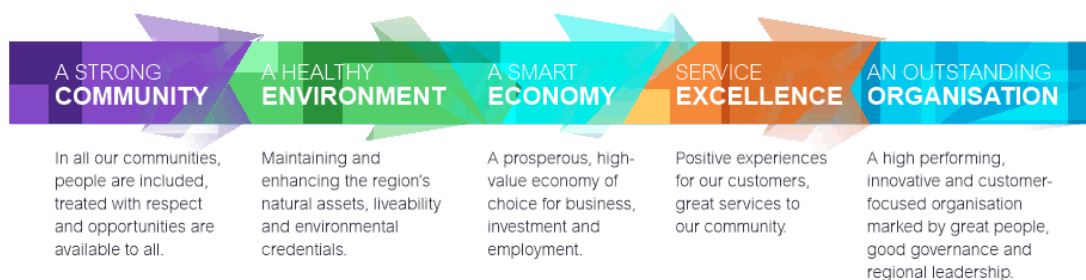 A STRONG
COMMUNITY
In all our communities,
people are included,
treated with respect
and opportunities are
available to all.
A HEALTHY
ENVIRONMENT
Maintaining and
enhancing the region's
natural assets, liveability
and environmental
credentials.
A SMART
ECONOMY
A prosperous, high-
value economy of
choice for business,
investment and
employment.
SERVICE
EXCELLENCE
Positive experiences
for our customers,
great services to
our community.
AN OUTSTANDING
ORGANISATION
A high performing,
innovative and customer-
focused organisation
marked by great people,
good governance and
regional leadership.